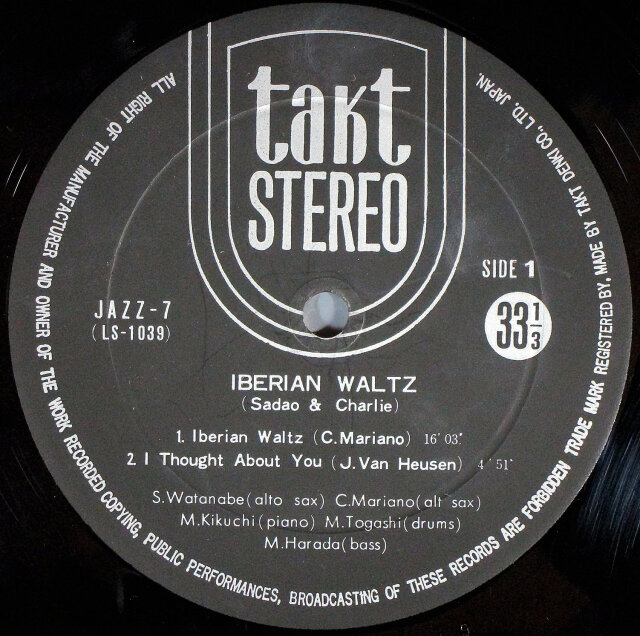 takt
STEREO
SIDE 1
JAZZ-7
(LS-1039)
33 1/3
IBERIAN WALTZ
(Sadao & Charlie)
1. Iberian Waltz (C.Mariano) 16'03"
2. I Thought About You (J.Van Heusen) 4'51"
S.Watanabe(alto sax) C.Mariano(alt sax)
M.Kikuchi(piano) M.Togashi(drums)
M.Harada(bass)
ALL RIGHT OF THE MANUFACTURER AND OWNER OF THE WORK RECORDED COPYING, PUBLIC PERFORMANCES, BROADCASTING OF THESE RECORDS ARE FORBIDDEN TRADE MARK REGISTERED BY, MADE BY TAKT DENKI CO., LTD. JAPAN.